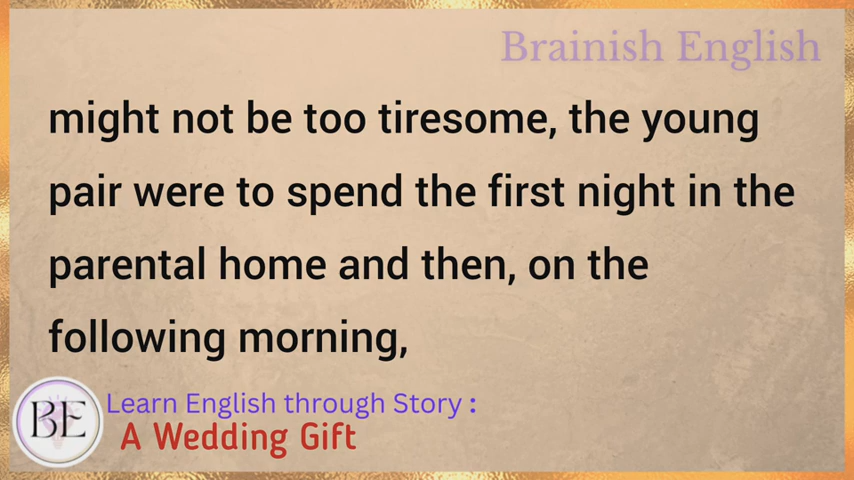 Brainish English
might not be too tiresome, the young
pair were to spend the first night in the
parental home and then, on the
following morning,
BE
Learn English through Story :
A Wedding Gift